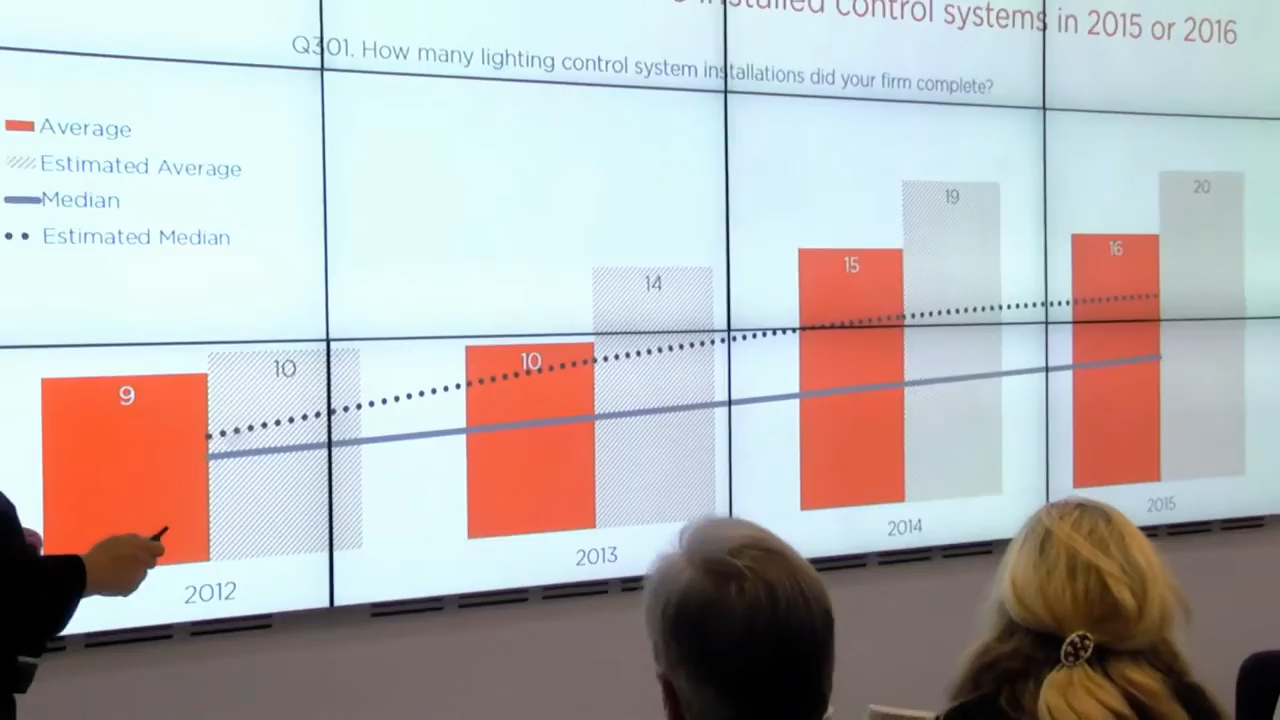 installed control systems in 2015 or 2016
Q301. How many lighting control system installations did your firm complete?
Average
Estimated Average
Median
Estimated Median
9
10
10
14
15
19
16
20
2012
2013
2014
2015